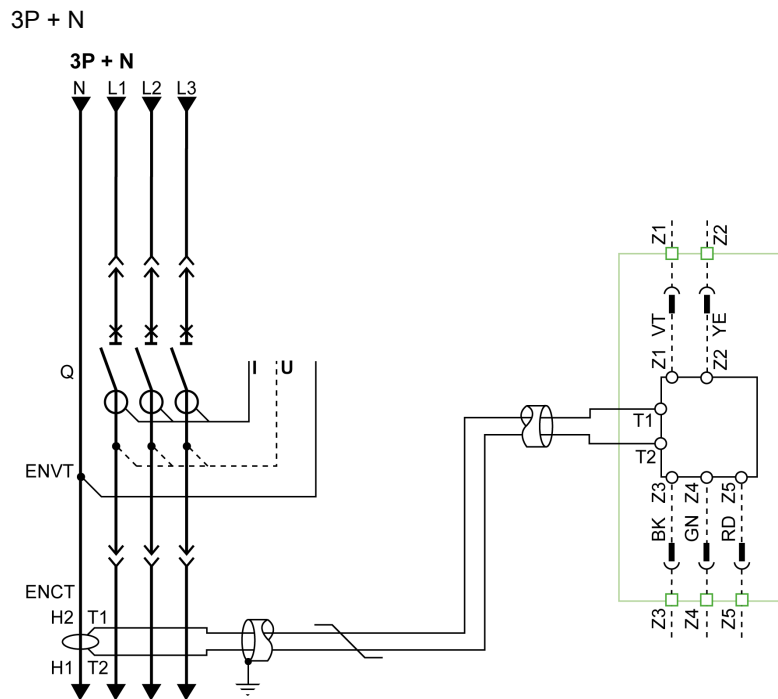 3P + N
3P + N
N L1 L2 L3
Z1 Z2
VT YE
Z1 Z2
Q
I U
T1
T2
ENVT
Z3 Z4 Z5
BK GN RD
ENCT
H2 T1
Z3 Z4 Z5
H1 T2